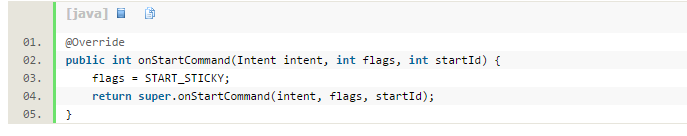 [java]
01.
02. @Override
public int onStartCommand(Intent intent, int flags, int startId) {
03. flags = START_STICKY;
04. return super.onStartCommand(intent, flags, startId);
05. }